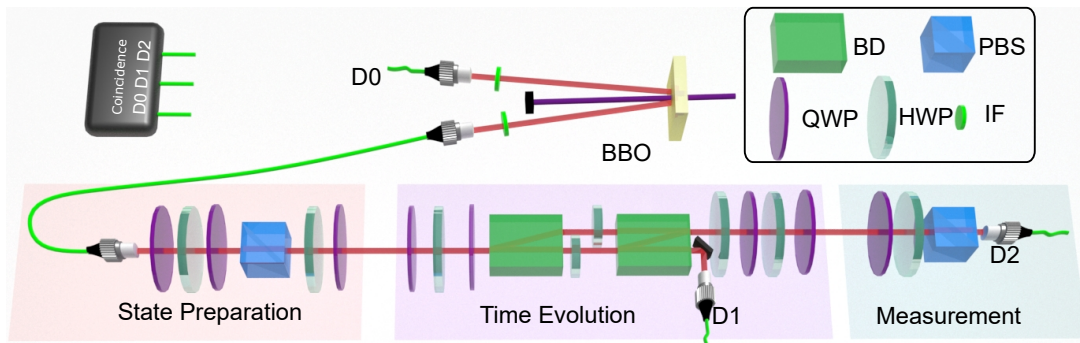 Coincidence
D0 D1 D2
D0
BBO
BD
PBS
QWP
HWP
IF
State Preparation
Time Evolution
D1
D2
Measurement